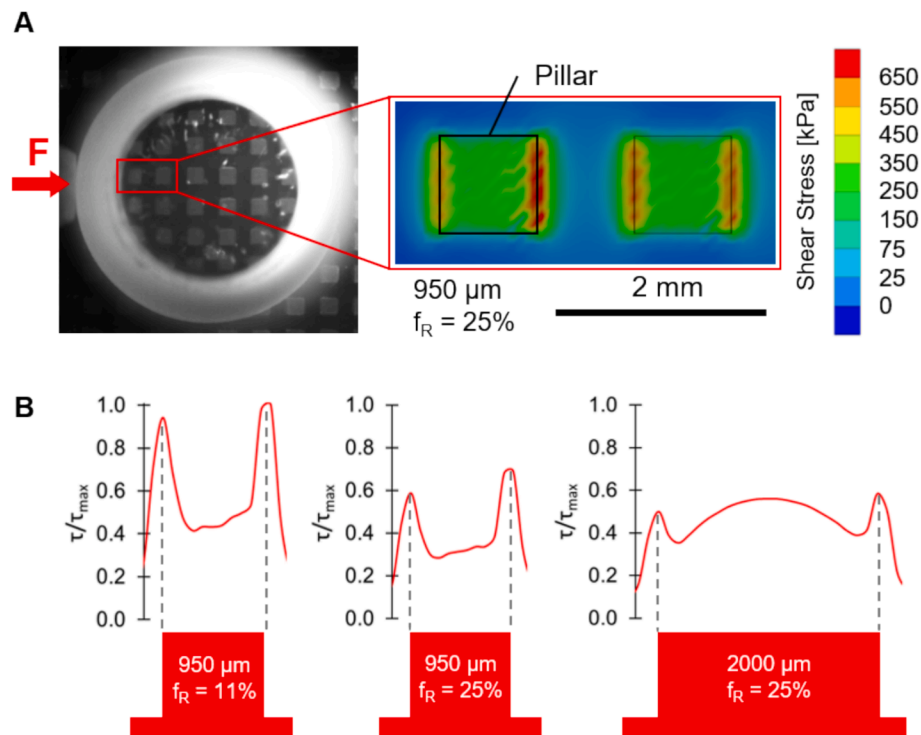 A
F
Pillar
950 µm
f_R = 25%
2 mm
Shear Stress [kPa]
650
550
450
350
250
150
75
25
0
B
τ/τ_max
1.0
0.8
0.6
0.4
0.2
0.0
950 µm
f_R = 11%
τ/τ_max
1.0
0.8
0.6
0.4
0.2
0.0
950 µm
f_R = 25%
τ/τ_max
1.0
0.8
0.6
0.4
0.2
0.0
2000 µm
f_R = 25%